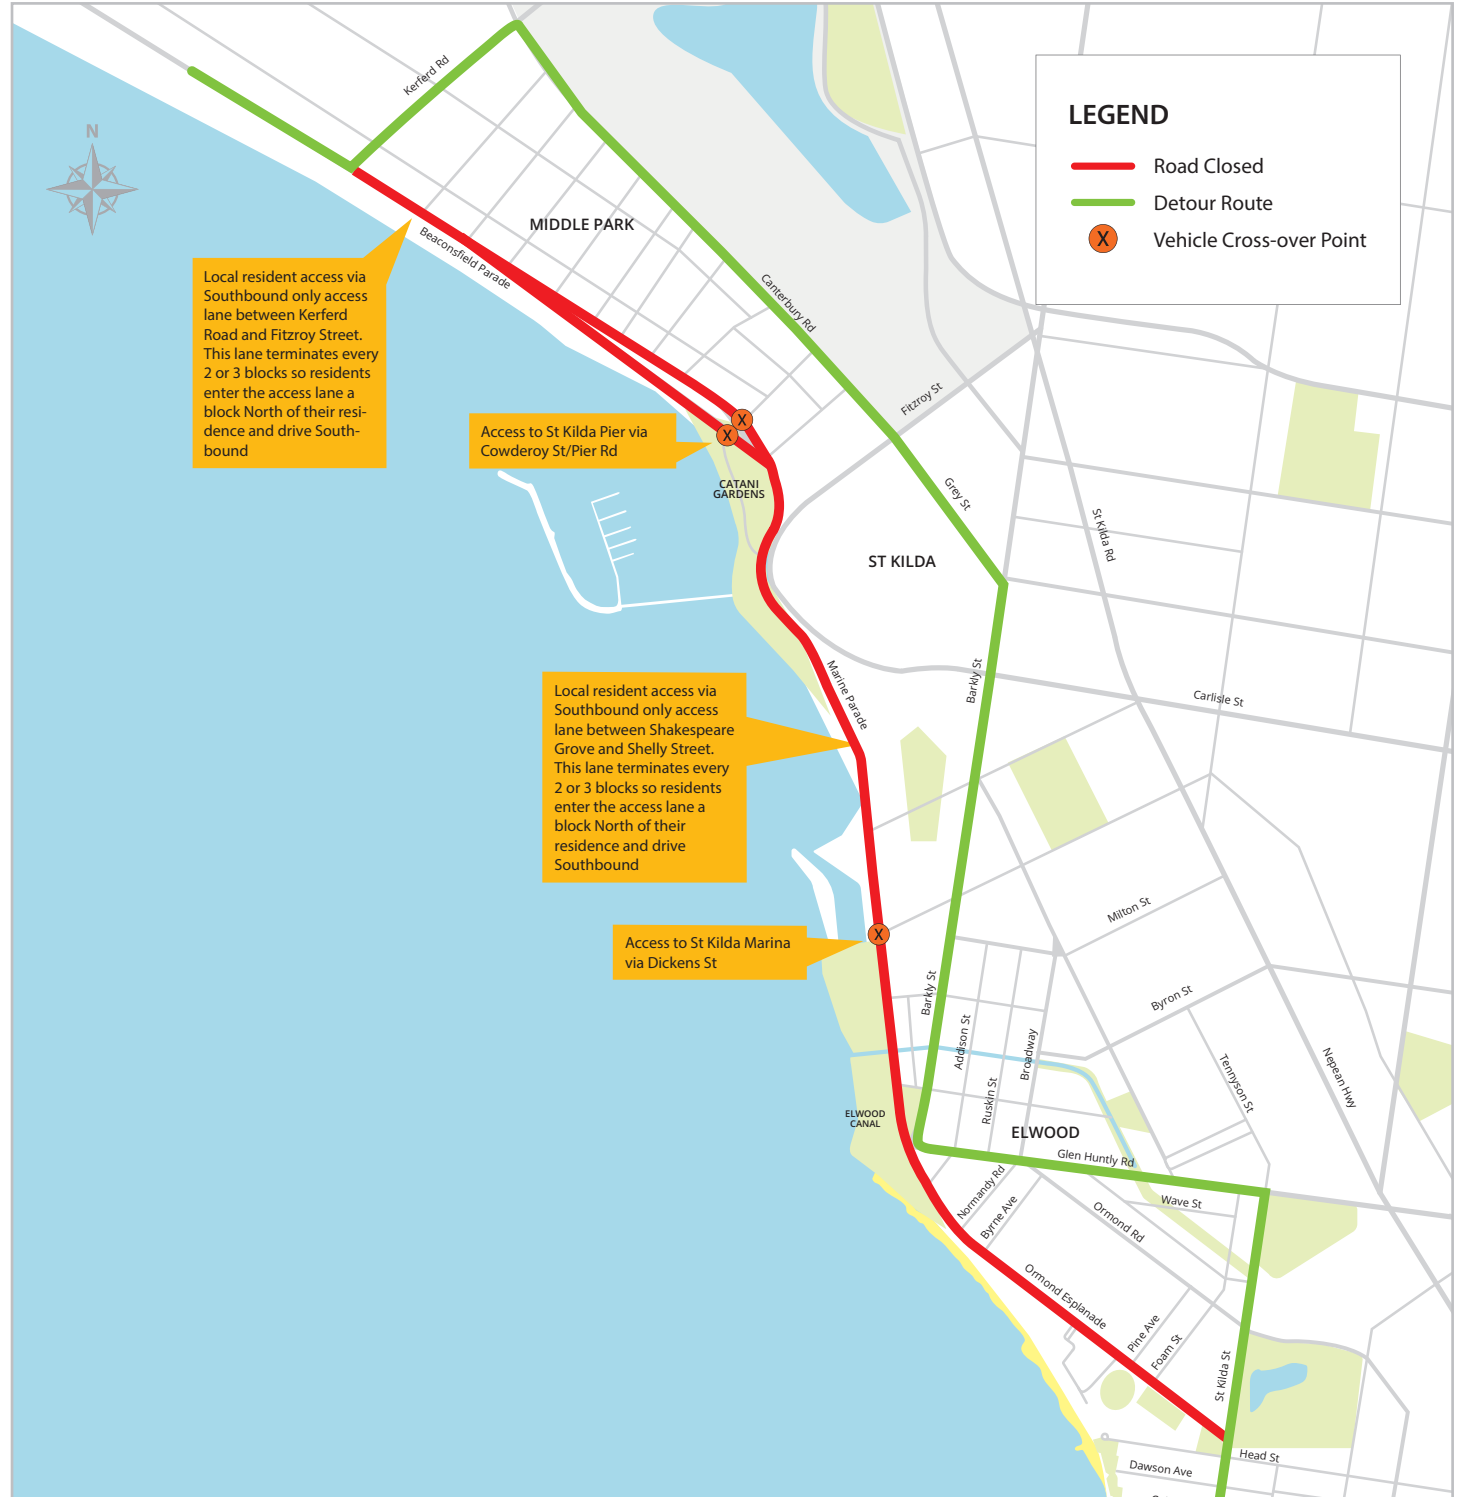 N
LEGEND
Road Closed
Detour Route
X Vehicle Cross-over Point
Kerferd Rd
MIDDLE PARK
Beaconsfield Parade
Canterbury Rd
Local resident access via
Southbound only access
lane between Kerferd
Road and Fitzroy Street.
This lane terminates every
2 or 3 blocks so residents
enter the access lane a
block North of their resi-
dence and drive South-
bound
Fitzroy St
X
X
Access to St Kilda Pier via
Cowderoy St/Pier Rd
CATANI
GARDENS
Grey St
St Kilda Rd
ST KILDA
Marine Parade
Barkly St
Carlisle St
Local resident access via
Southbound only access
lane between Shakespeare
Grove and Shelly Street.
This lane terminates every
2 or 3 blocks so residents
enter the access lane a
block North of their
residence and drive
Southbound
Milton St
X
Access to St Kilda Marina
via Dickens St
Barkly St
Byron St
Addison St
Broadway
Ruskin St
Tennyson St
Nepean Hwy
ELWOOD
CANAL
ELWOOD
Glen Huntly Rd
Normandy Rd
Byrne Ave
Wave St
Ormond Rd
Ormond Esplanade
Pine Ave
Foam St
St Kilda St
Head St
Dawson Ave